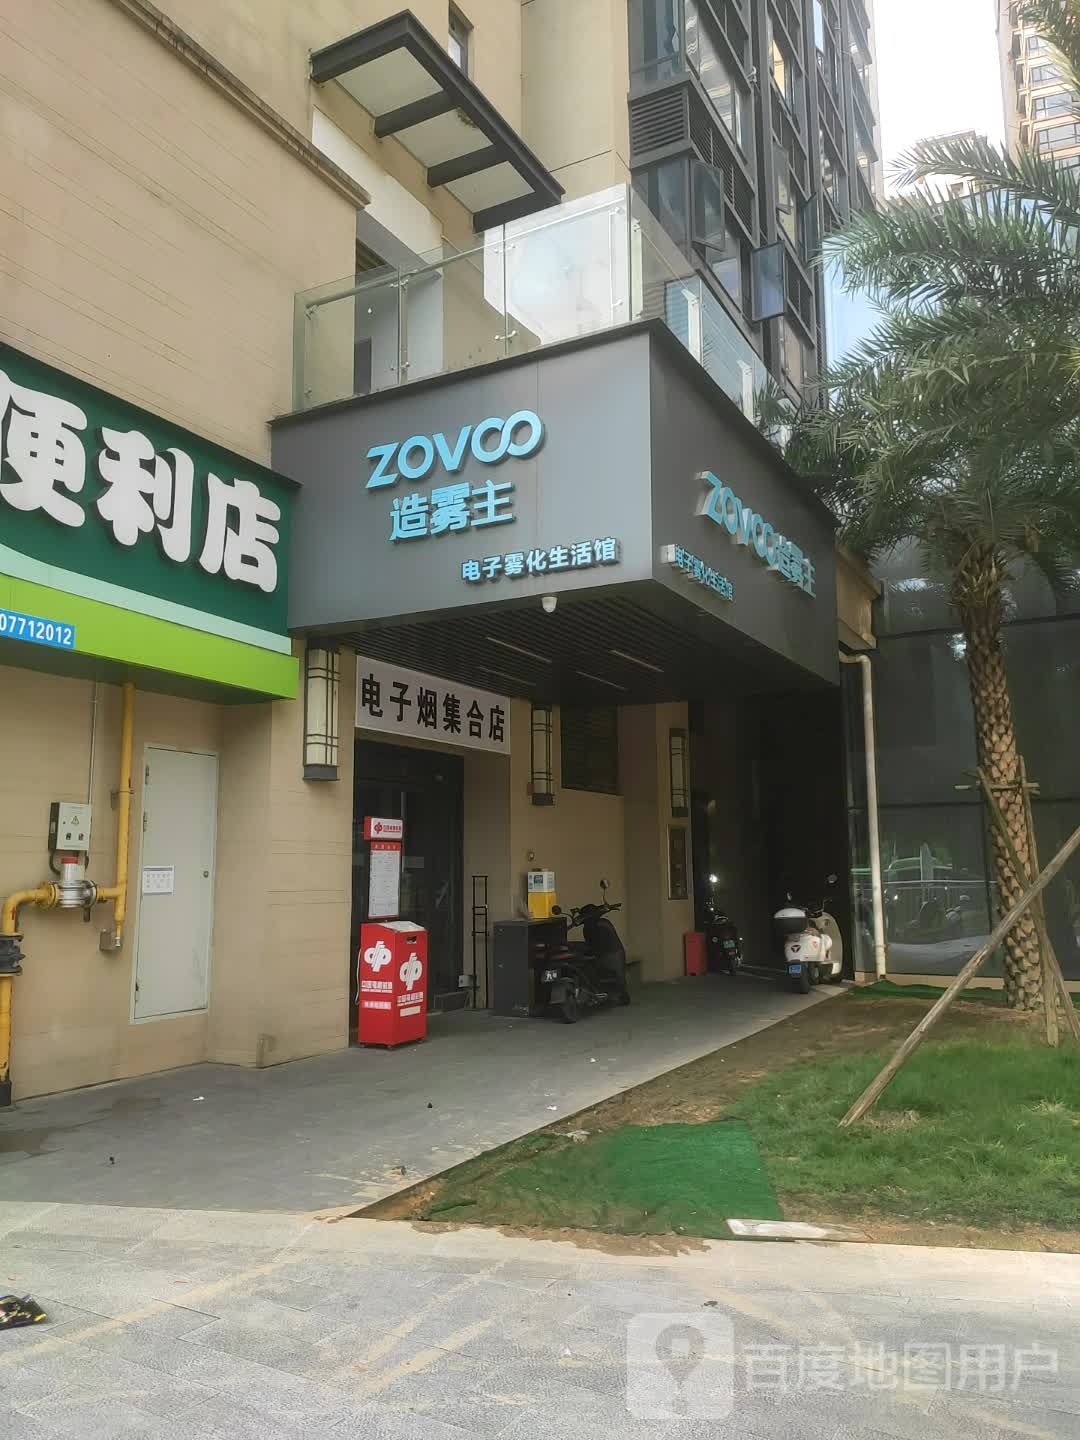 便利店
07712012
ZOVOO
造雾主
电子雾化生活馆
ZOVOO造雾主
电子雾化生活馆
电子烟集合店
百度地图用户